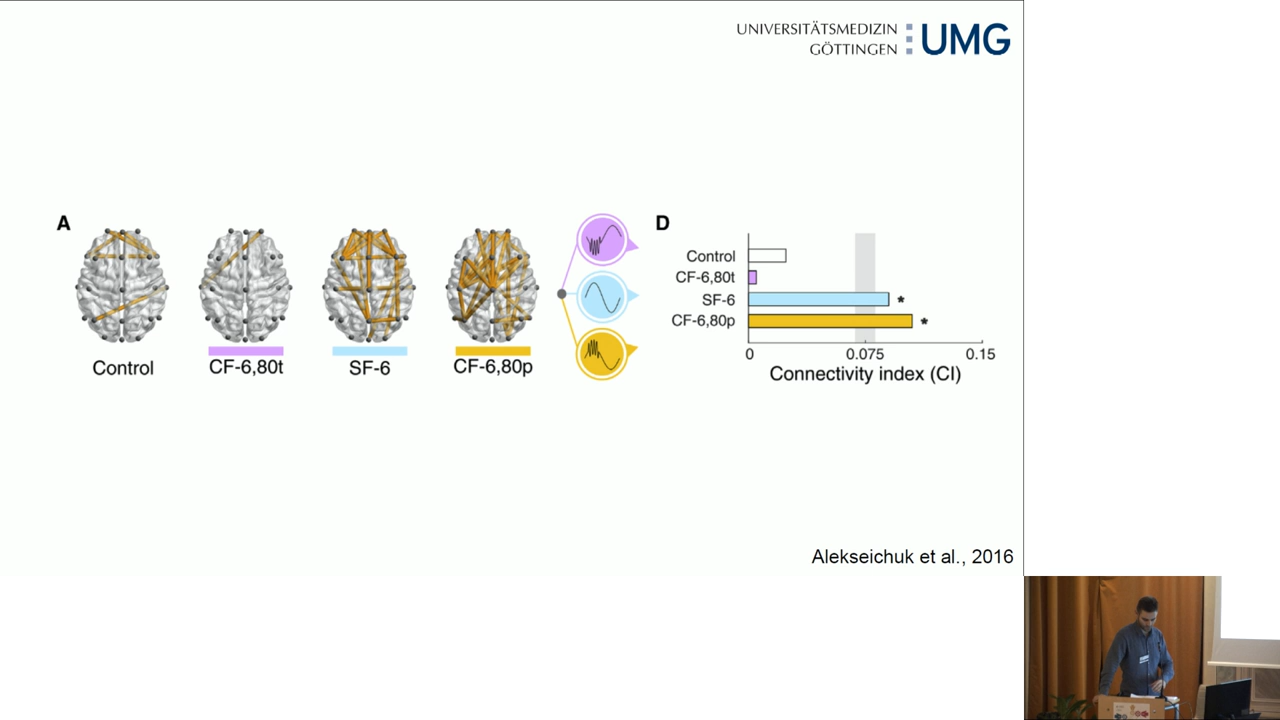 UNIVERSITÄTSMEDIZIN
GÖTTINGEN
UMG
A
Control
CF-6,80t
SF-6
CF-6,80p
D
Control
CF-6,80t
SF-6
*
CF-6,80p
*
0
0.075
0.15
Connectivity index (CI)
Alekseichuk et al., 2016